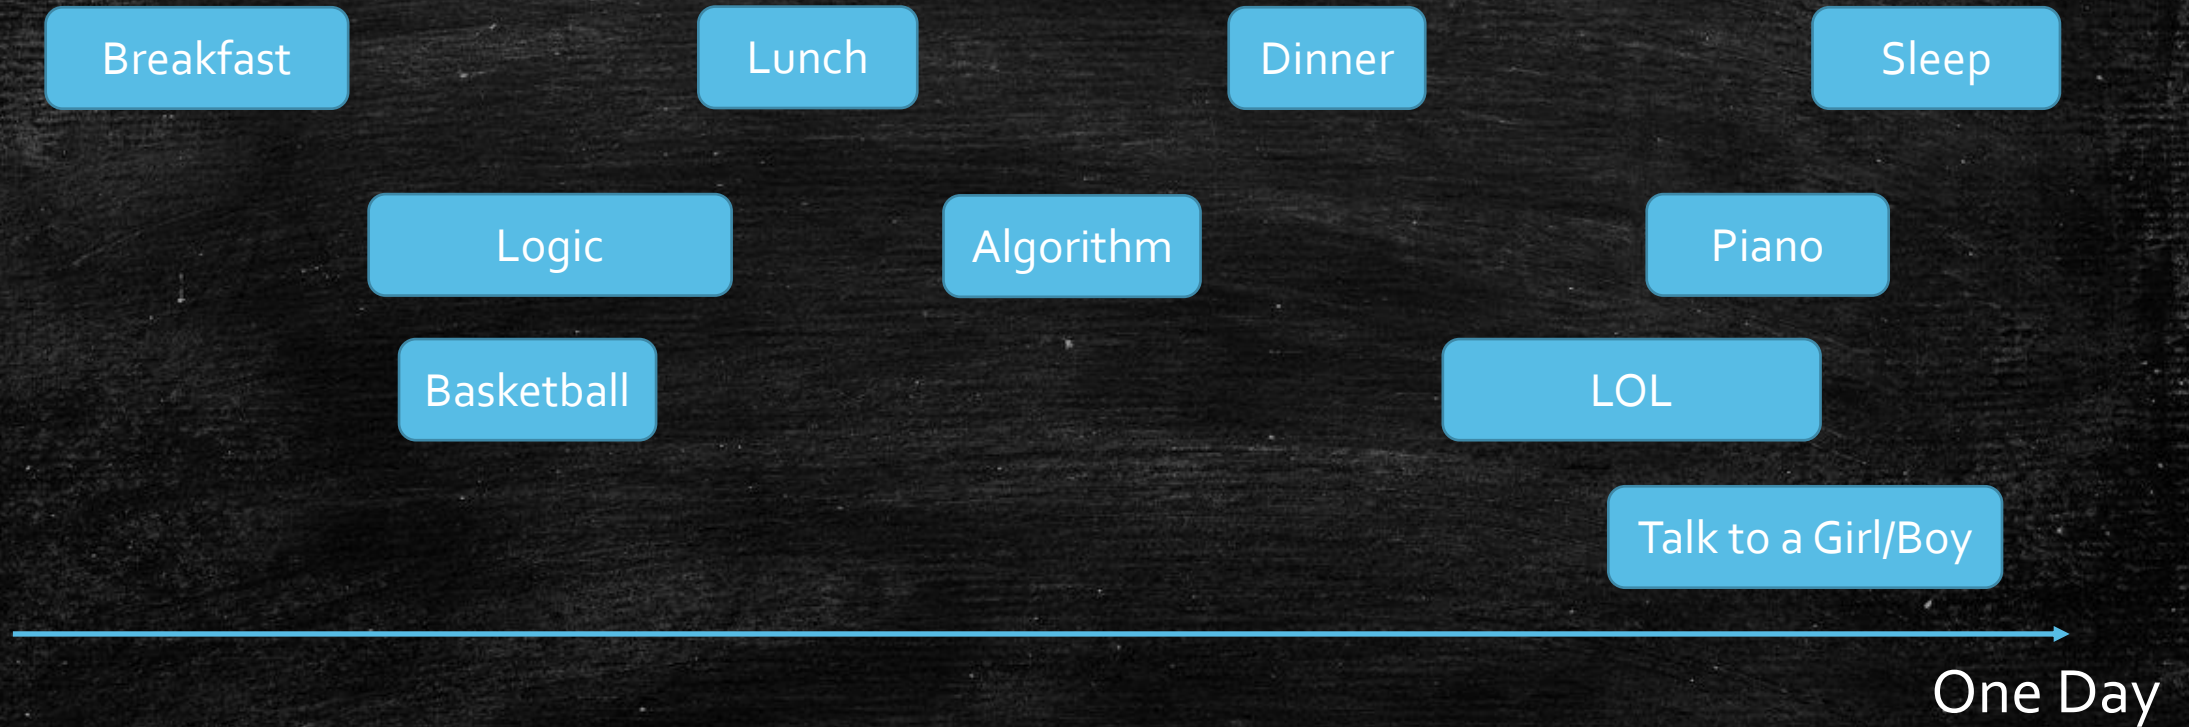 Breakfast
Lunch
Dinner
Sleep
Logic
Algorithm
Piano
Basketball
LOL
Talk to a Girl/Boy
One Day